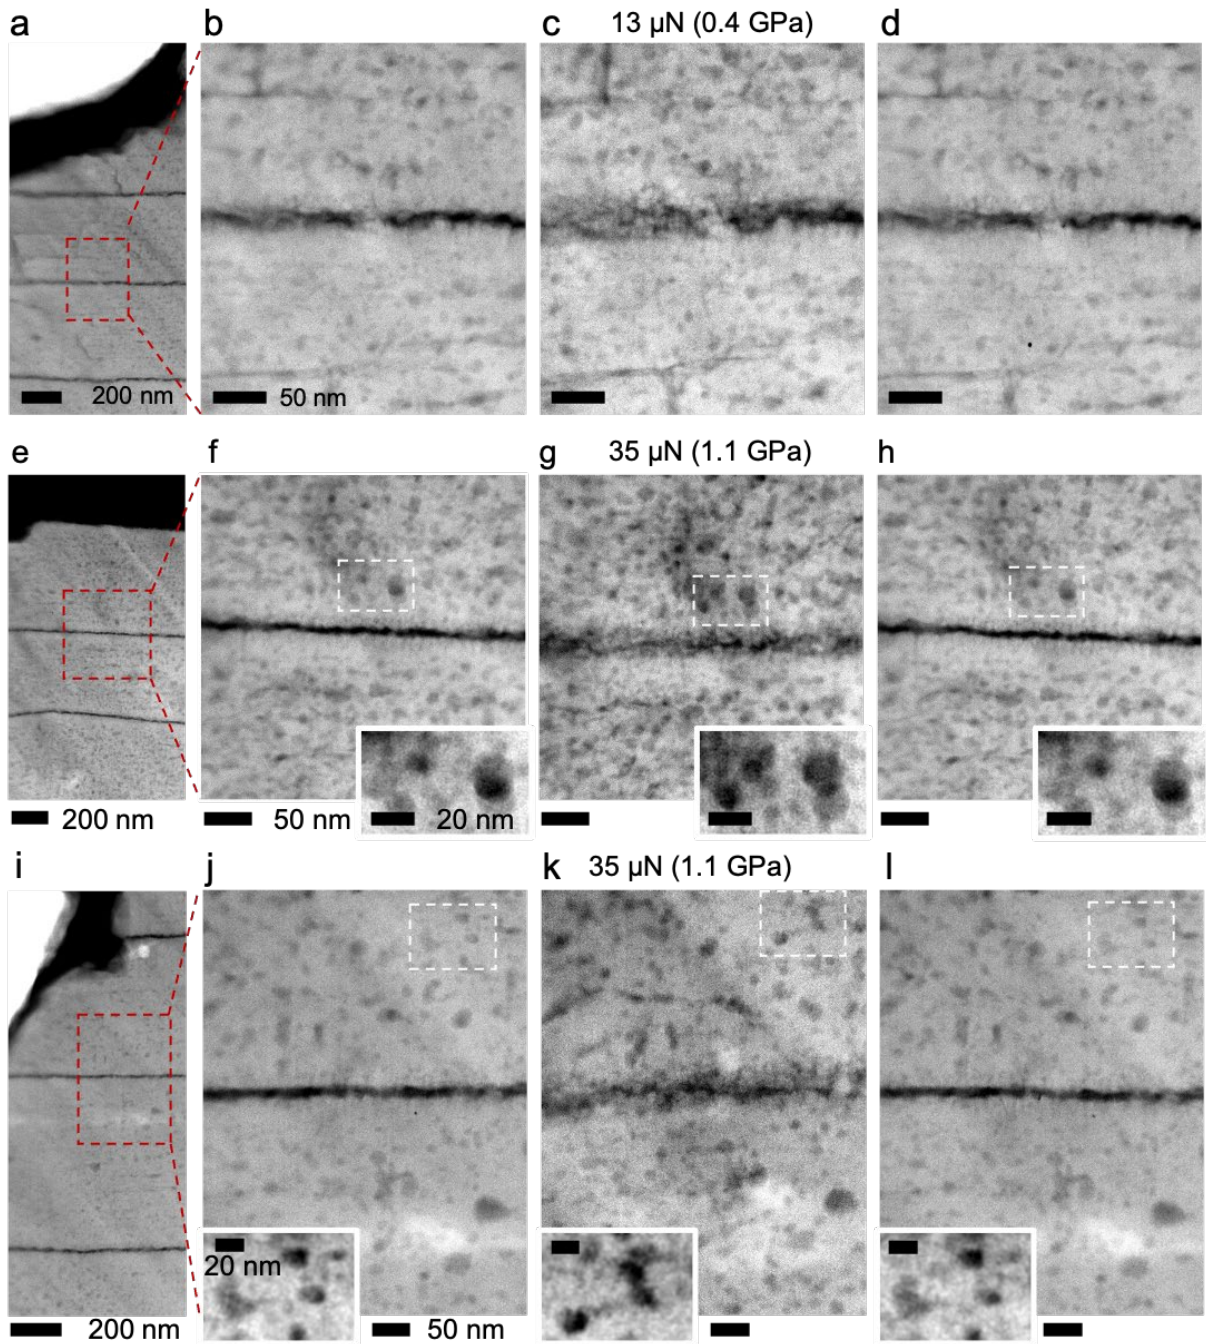 a b c 13 µN (0.4 GPa) d
200 nm 50 nm
e f g 35 µN (1.1 GPa) h
200 nm 50 nm 20 nm
i j k 35 µN (1.1 GPa) l
20 nm
200 nm 50 nm